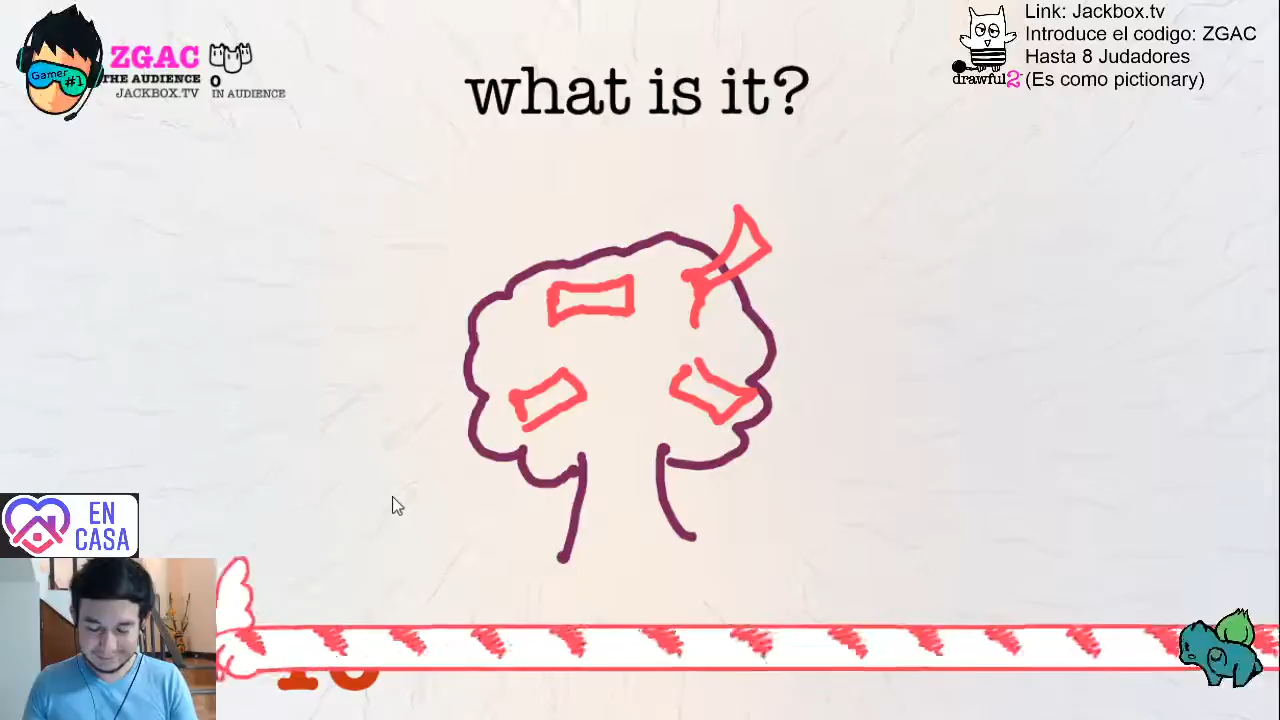 Link: Jackbox.tv
Introduce el codigo: ZGAC
Hasta 8 Judadores
(Es como pictionary)
drawful 2
Gamer #1
ZGAC
THE AUDIENCE
JACKBOX.TV
0
IN AUDIENCE
what is it?
EN
CASA